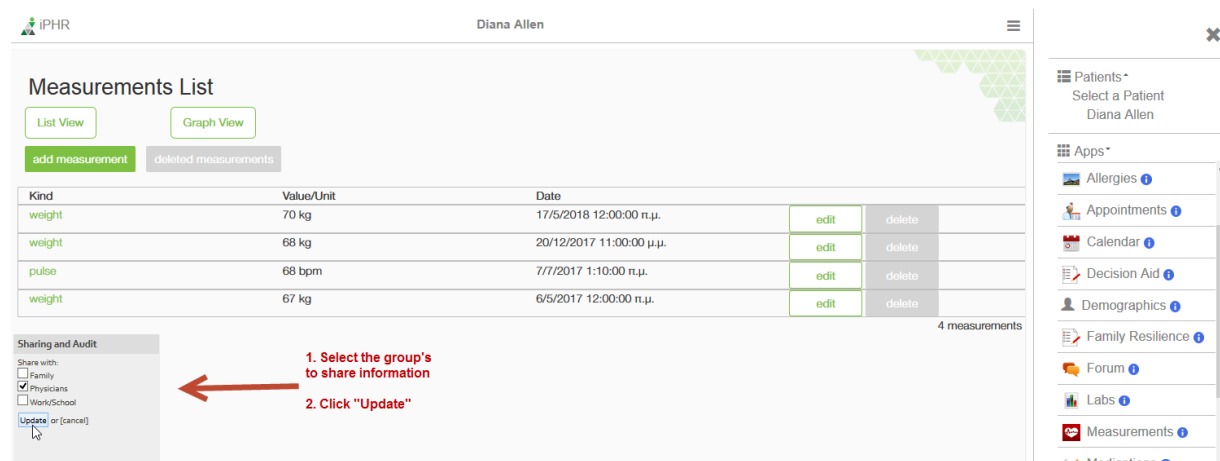 iPHR
Diana Allen
Measurements List
List View
Graph View
add measurement
deleted measurements
Kind Value/Unit Date
weight 70 kg 17/5/2018 12:00:00 π.μ. edit delete
weight 68 kg 20/12/2017 11:00:00 μ.μ. edit delete
pulse 68 bpm 7/7/2017 1:10:00 π.μ. edit delete
weight 67 kg 6/5/2017 12:00:00 π.μ. edit delete
4 measurements
Sharing and Audit
Share with:
Family
Physicians
Work/School
Update or [cancel]
1. Select the group's
to share information
2. Click "Update"
Patients
Select a Patient
Diana Allen
Apps
Allergies
Appointments
Calendar
Decision Aid
Demographics
Family Resilience
Forum
Labs
Measurements